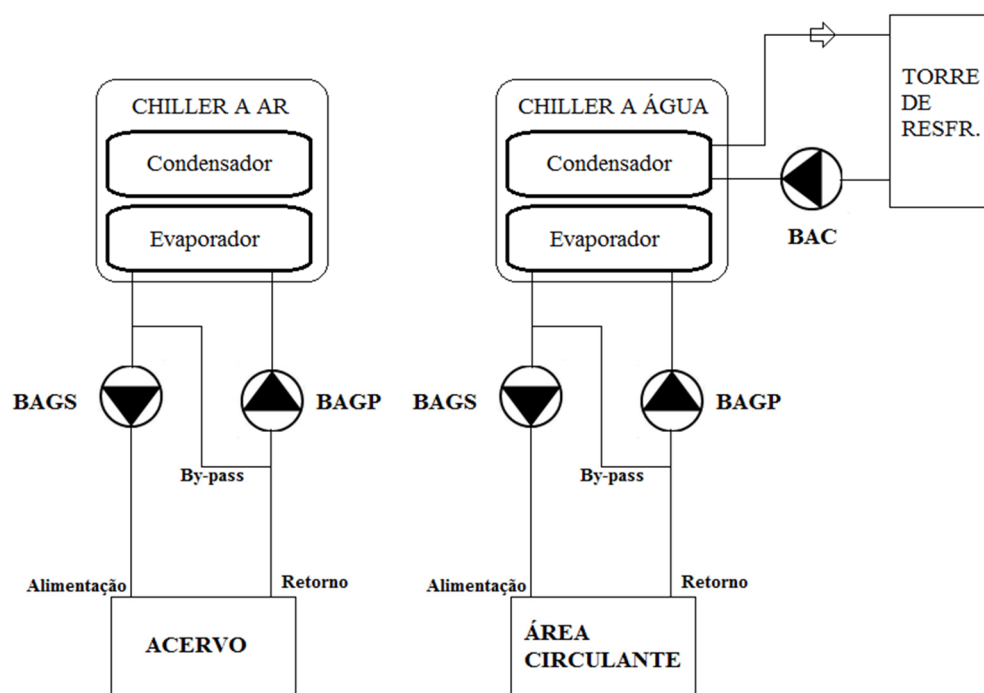 CHILLER A AR
Condensador
Evaporador
BAGS
BAGP
By-pass
Alimentação
Retorno
ACERVO
CHILLER A ÁGUA
Condensador
Evaporador
BAGS
BAGP
By-pass
Alimentação
Retorno
ÁREA
CIRCULANTE
BAC
TORRE
DE
RESFR.